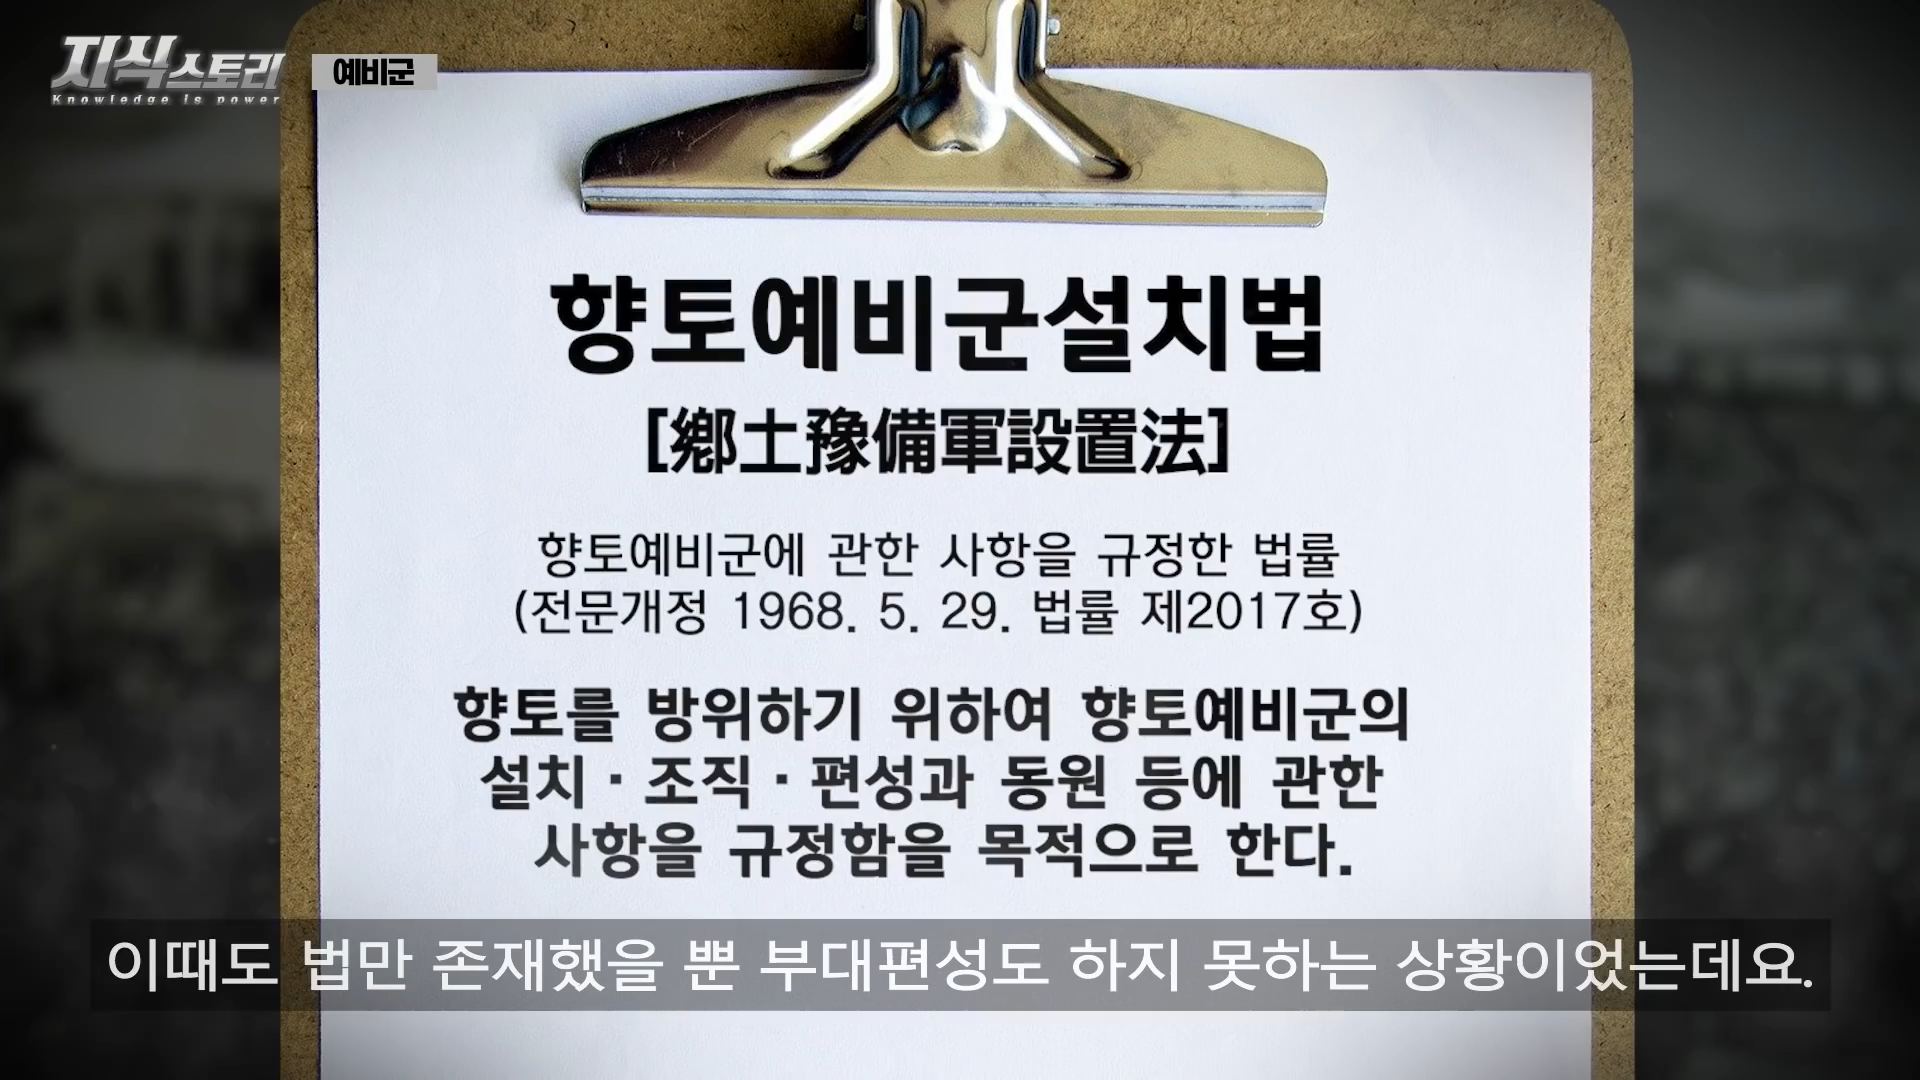 지식스토리
Knowledge is power
예비군
향토예비군설치법
[鄕土豫備軍設置法]
향토예비군에 관한 사항을 규정한 법률
(전문개정 1968. 5. 29. 법률 제2017호)
향토를 방위하기 위하여 향토예비군의
설치·조직·편성과 동원 등에 관한
사항을 규정함을 목적으로 한다.
이때도 법만 존재했을 뿐 부대편성도 하지 못하는 상황이었는데요.